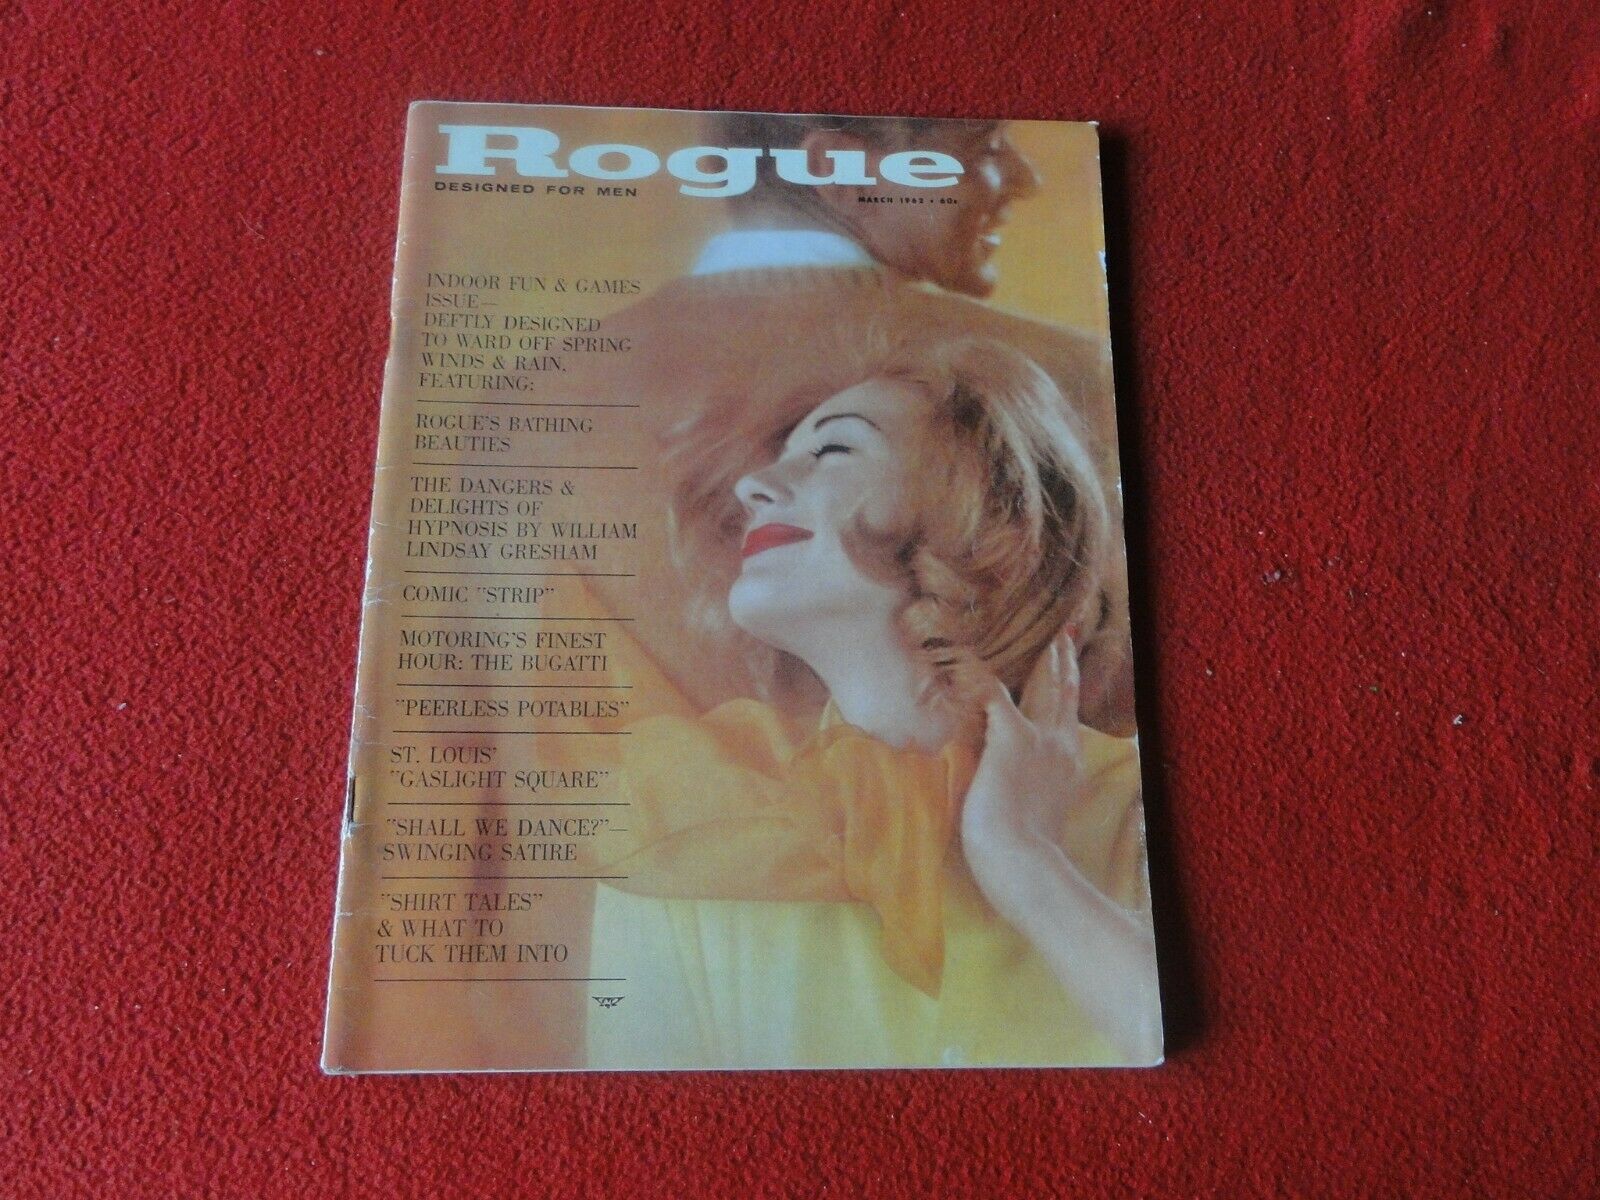 Rogue
DESIGNED FOR MEN
MARCH 1962 • 60¢
INDOOR FUN & GAMES
ISSUE—
DEFTLY DESIGNED
TO WARD OFF SPRING
WINDS & RAIN,
FEATURING:
ROGUE'S BATHING
BEAUTIES
THE DANGERS &
DELIGHTS OF
HYPNOSIS BY WILLIAM
LINDSAY GRESHAM
COMIC "STRIP"
MOTORING'S FINEST
HOUR: THE BUGATTI
"PEERLESS POTABLES"
ST. LOUIS'
"GASLIGHT SQUARE"
"SHALL WE DANCE?"—
SWINGING SATIRE
"SHIRT TALES"
& WHAT TO
TUCK THEM INTO